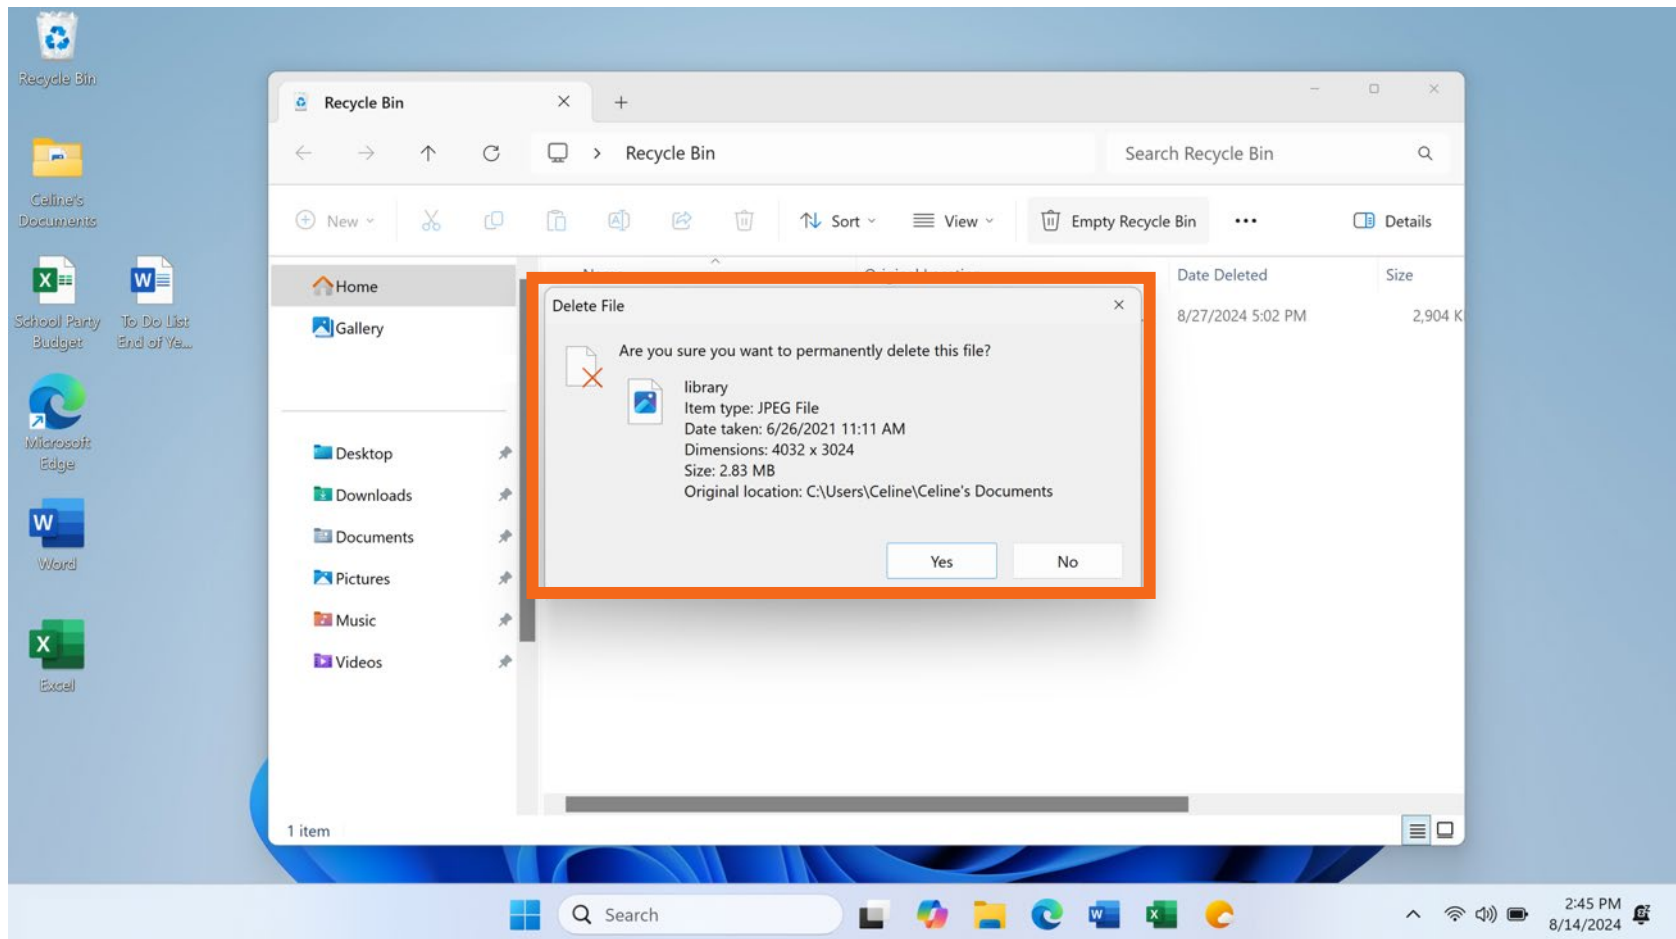 Recycle Bin
Celine's
Documents
School Party
Budget
To Do List
End of Ye...
Microsoft
Edge
Word
Excel
Recycle Bin
Recycle Bin
Search Recycle Bin
New
Sort
View
Empty Recycle Bin
Details
Home
Gallery
Desktop
Downloads
Documents
Pictures
Music
Videos
Date Deleted
Size
8/27/2024 5:02 PM
2,904 K
Delete File
Are you sure you want to permanently delete this file?
library
Item type: JPEG File
Date taken: 6/26/2021 11:11 AM
Dimensions: 4032 x 3024
Size: 2.83 MB
Original location: C:\Users\Celine\Celine's Documents
Yes
No
1 item
Search
2:45 PM
8/14/2024